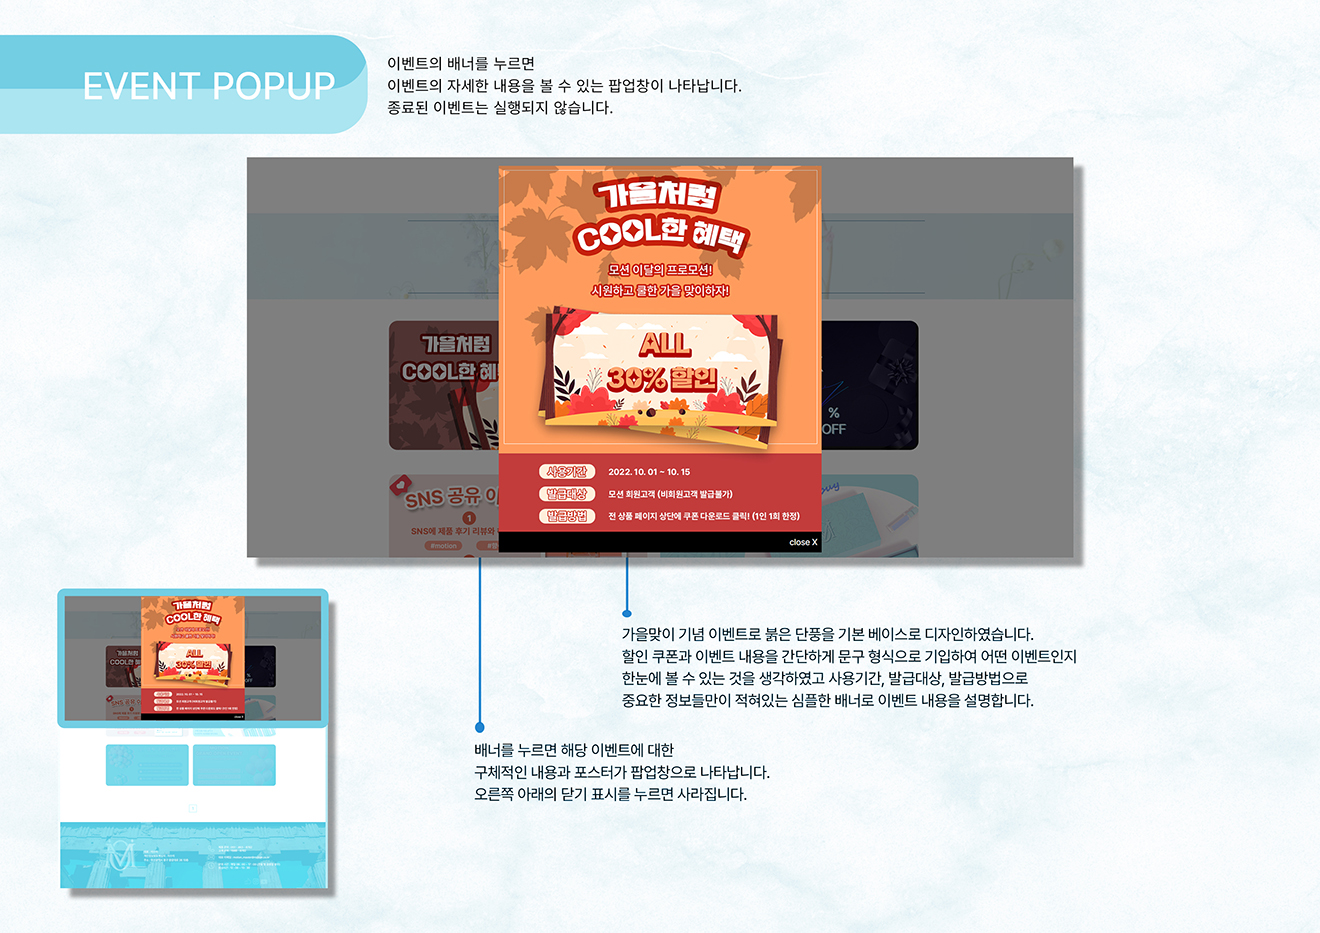 EVENT POPUP
이벤트의 배너를 누르면
이벤트의 자세한 내용을 볼 수 있는 팝업창이 나타납니다.
종료된 이벤트는 실행되지 않습니다.
가을처럼
COOL한 혜택
모션 이달의 프로모션!
시원하고 쿨한 가을 맞이하자!
ALL
30% 할인
사용기간 2022. 10. 01 ~ 10. 15
발급대상 모션 회원고객 (비회원고객 발급불가)
발급방법 전 상품 페이지 상단에 쿠폰 다운로드 클릭! (1인 1회 한정)
close X
가을처럼
COOL한
%
OFF
SNS 공유
1
SNS에 제품 후기 리뷰와
#motion
가을맞이 기념 이벤트로 붉은 단풍을 기본 베이스로 디자인하였습니다.
할인 쿠폰과 이벤트 내용을 간단하게 문구 형식으로 기입하여 어떤 이벤트인지
한눈에 볼 수 있는 것을 생각하였고 사용기간, 발급대상, 발급방법으로
중요한 정보들만이 적혀있는 심플한 배너로 이벤트 내용을 설명합니다.
배너를 누르면 해당 이벤트에 대한
구체적인 내용과 포스터가 팝업창으로 나타납니다.
오른쪽 아래의 닫기 표시를 누르면 사라집니다.
가을처럼
COOL한 혜택
ALL
30% 할인